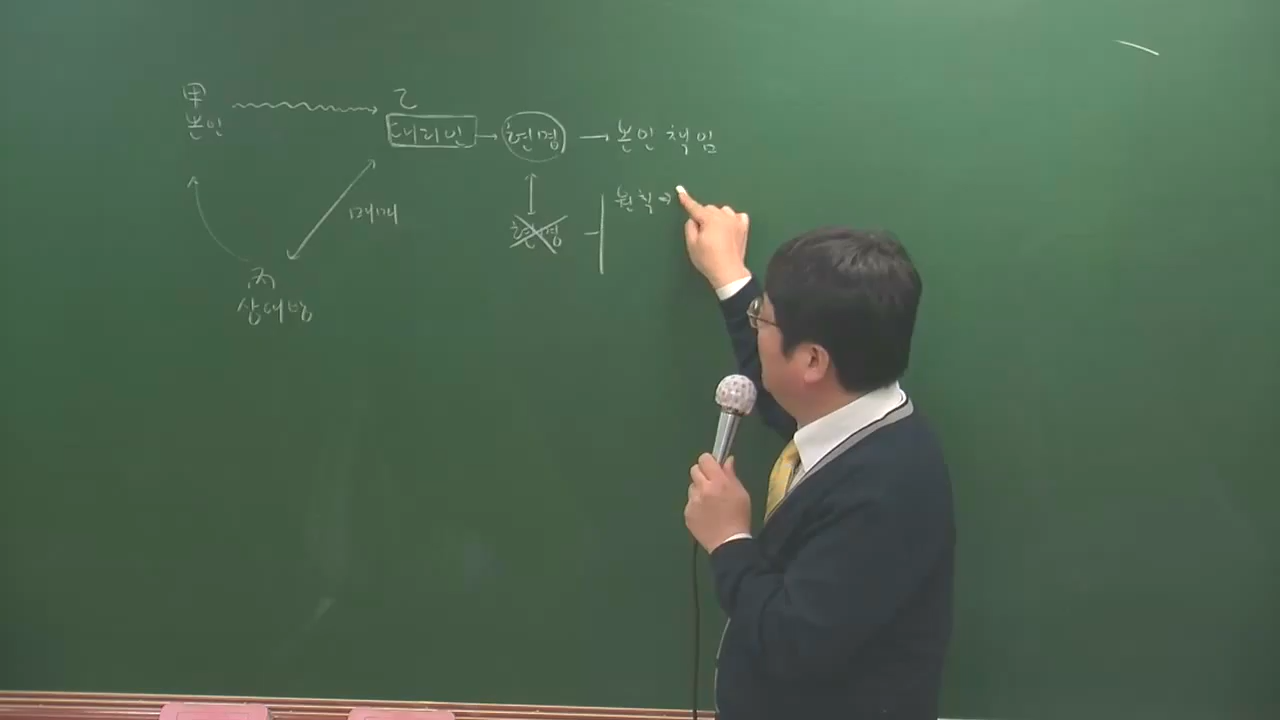 甲
본인
乙
대리인 → 현명 → 본인 책임
매매
현명
원칙 →
丙
상대방